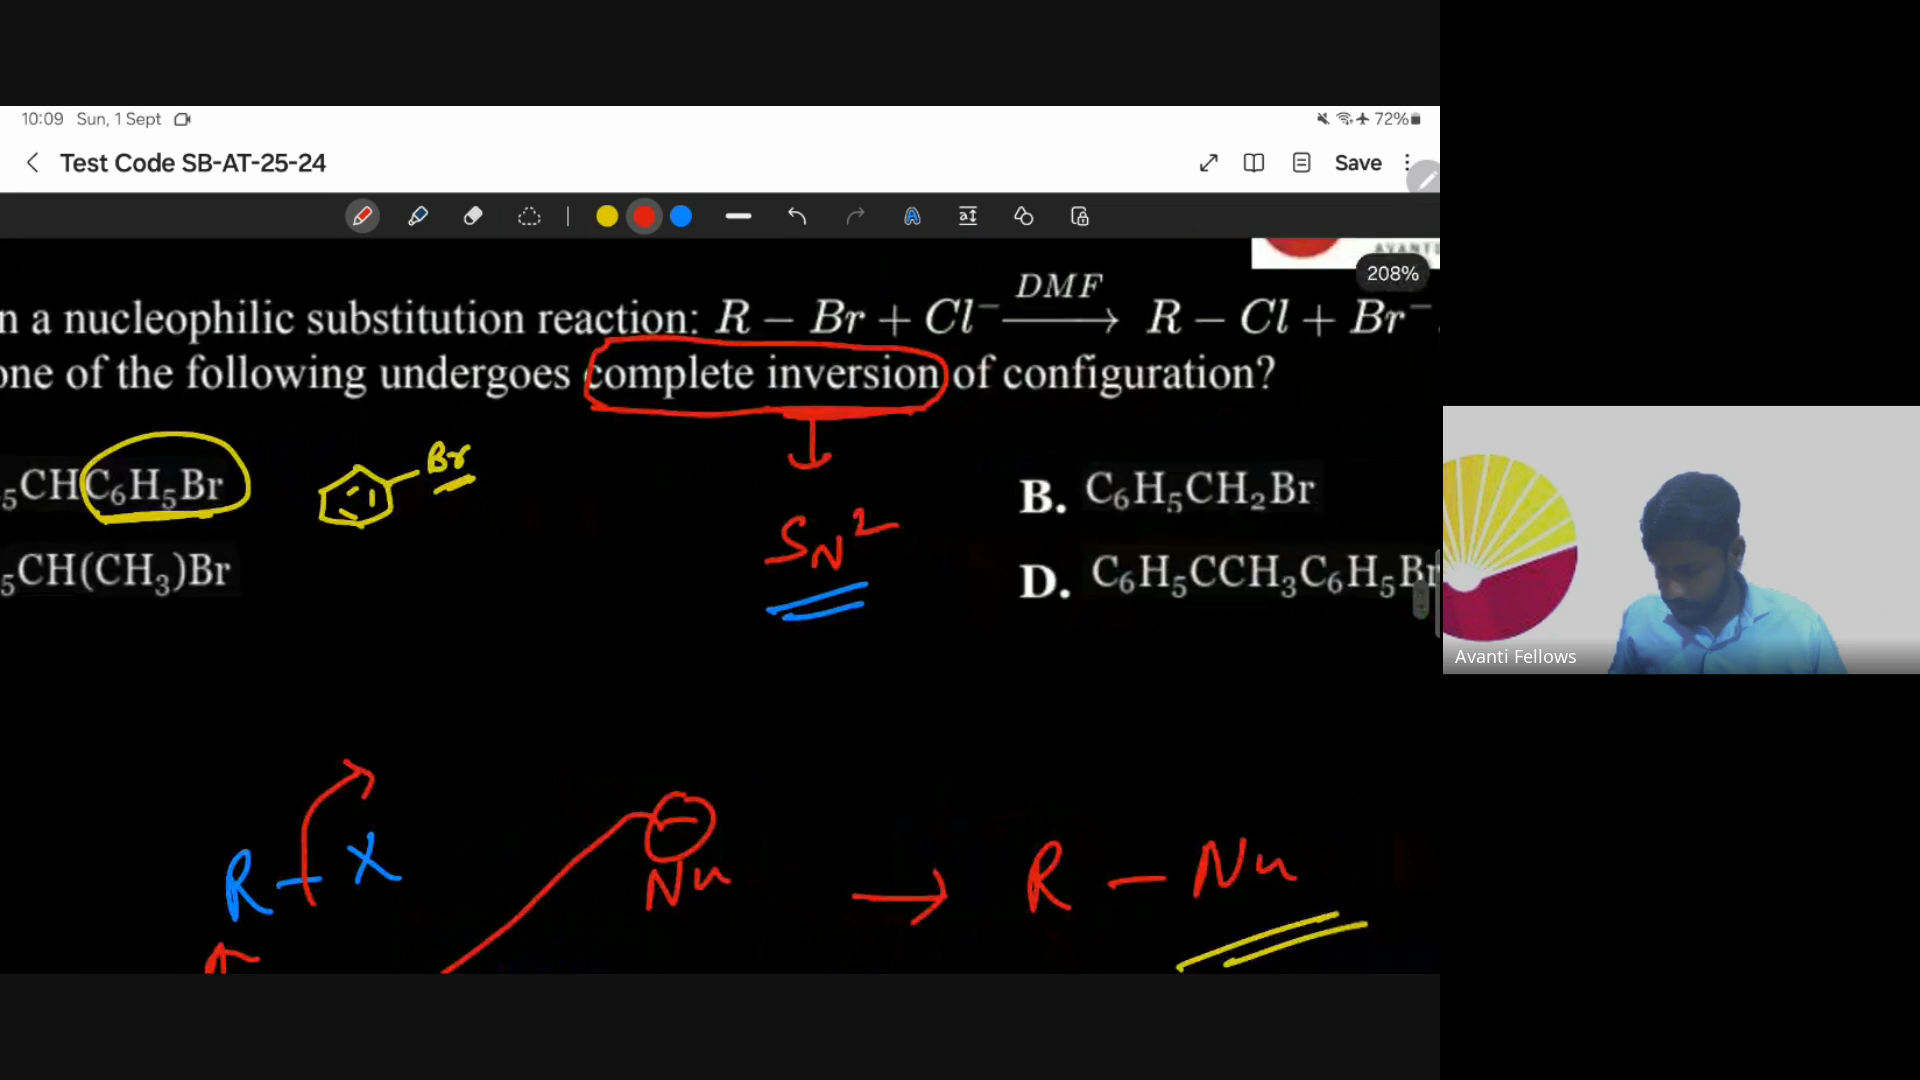 10:09 Sun, 1 Sept 72%
Test Code SB-AT-25-24 Save
AVANTI
208%
n a nucleophilic substitution reaction: R − Br + Cl⁻ —DMF→ R − Cl + Br⁻
one of the following undergoes complete inversion of configuration?
Br
₅CHC₆H₅Br
B. C₆H₅CH₂Br
SN2
₅CH(CH₃)Br
D. C₆H₅CCH₃C₆H₅Br
R - X Nu → R - Nu
Avanti Fellows